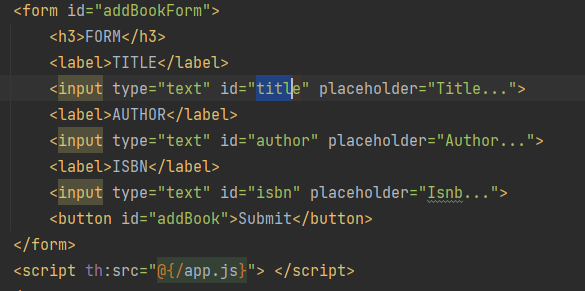 <form id="addBookForm">
<h3>FORM</h3>
<label>TITLE</label>
<input type="text" id="title" placeholder="Title...">
<label>AUTHOR</label>
<input type="text" id="author" placeholder="Author...">
<label>ISBN</label>
<input type="text" id="isbn" placeholder="Isnb...">
<button id="addBook">Submit</button>
</form>
<script th:src="@{/app.js}"> </script>